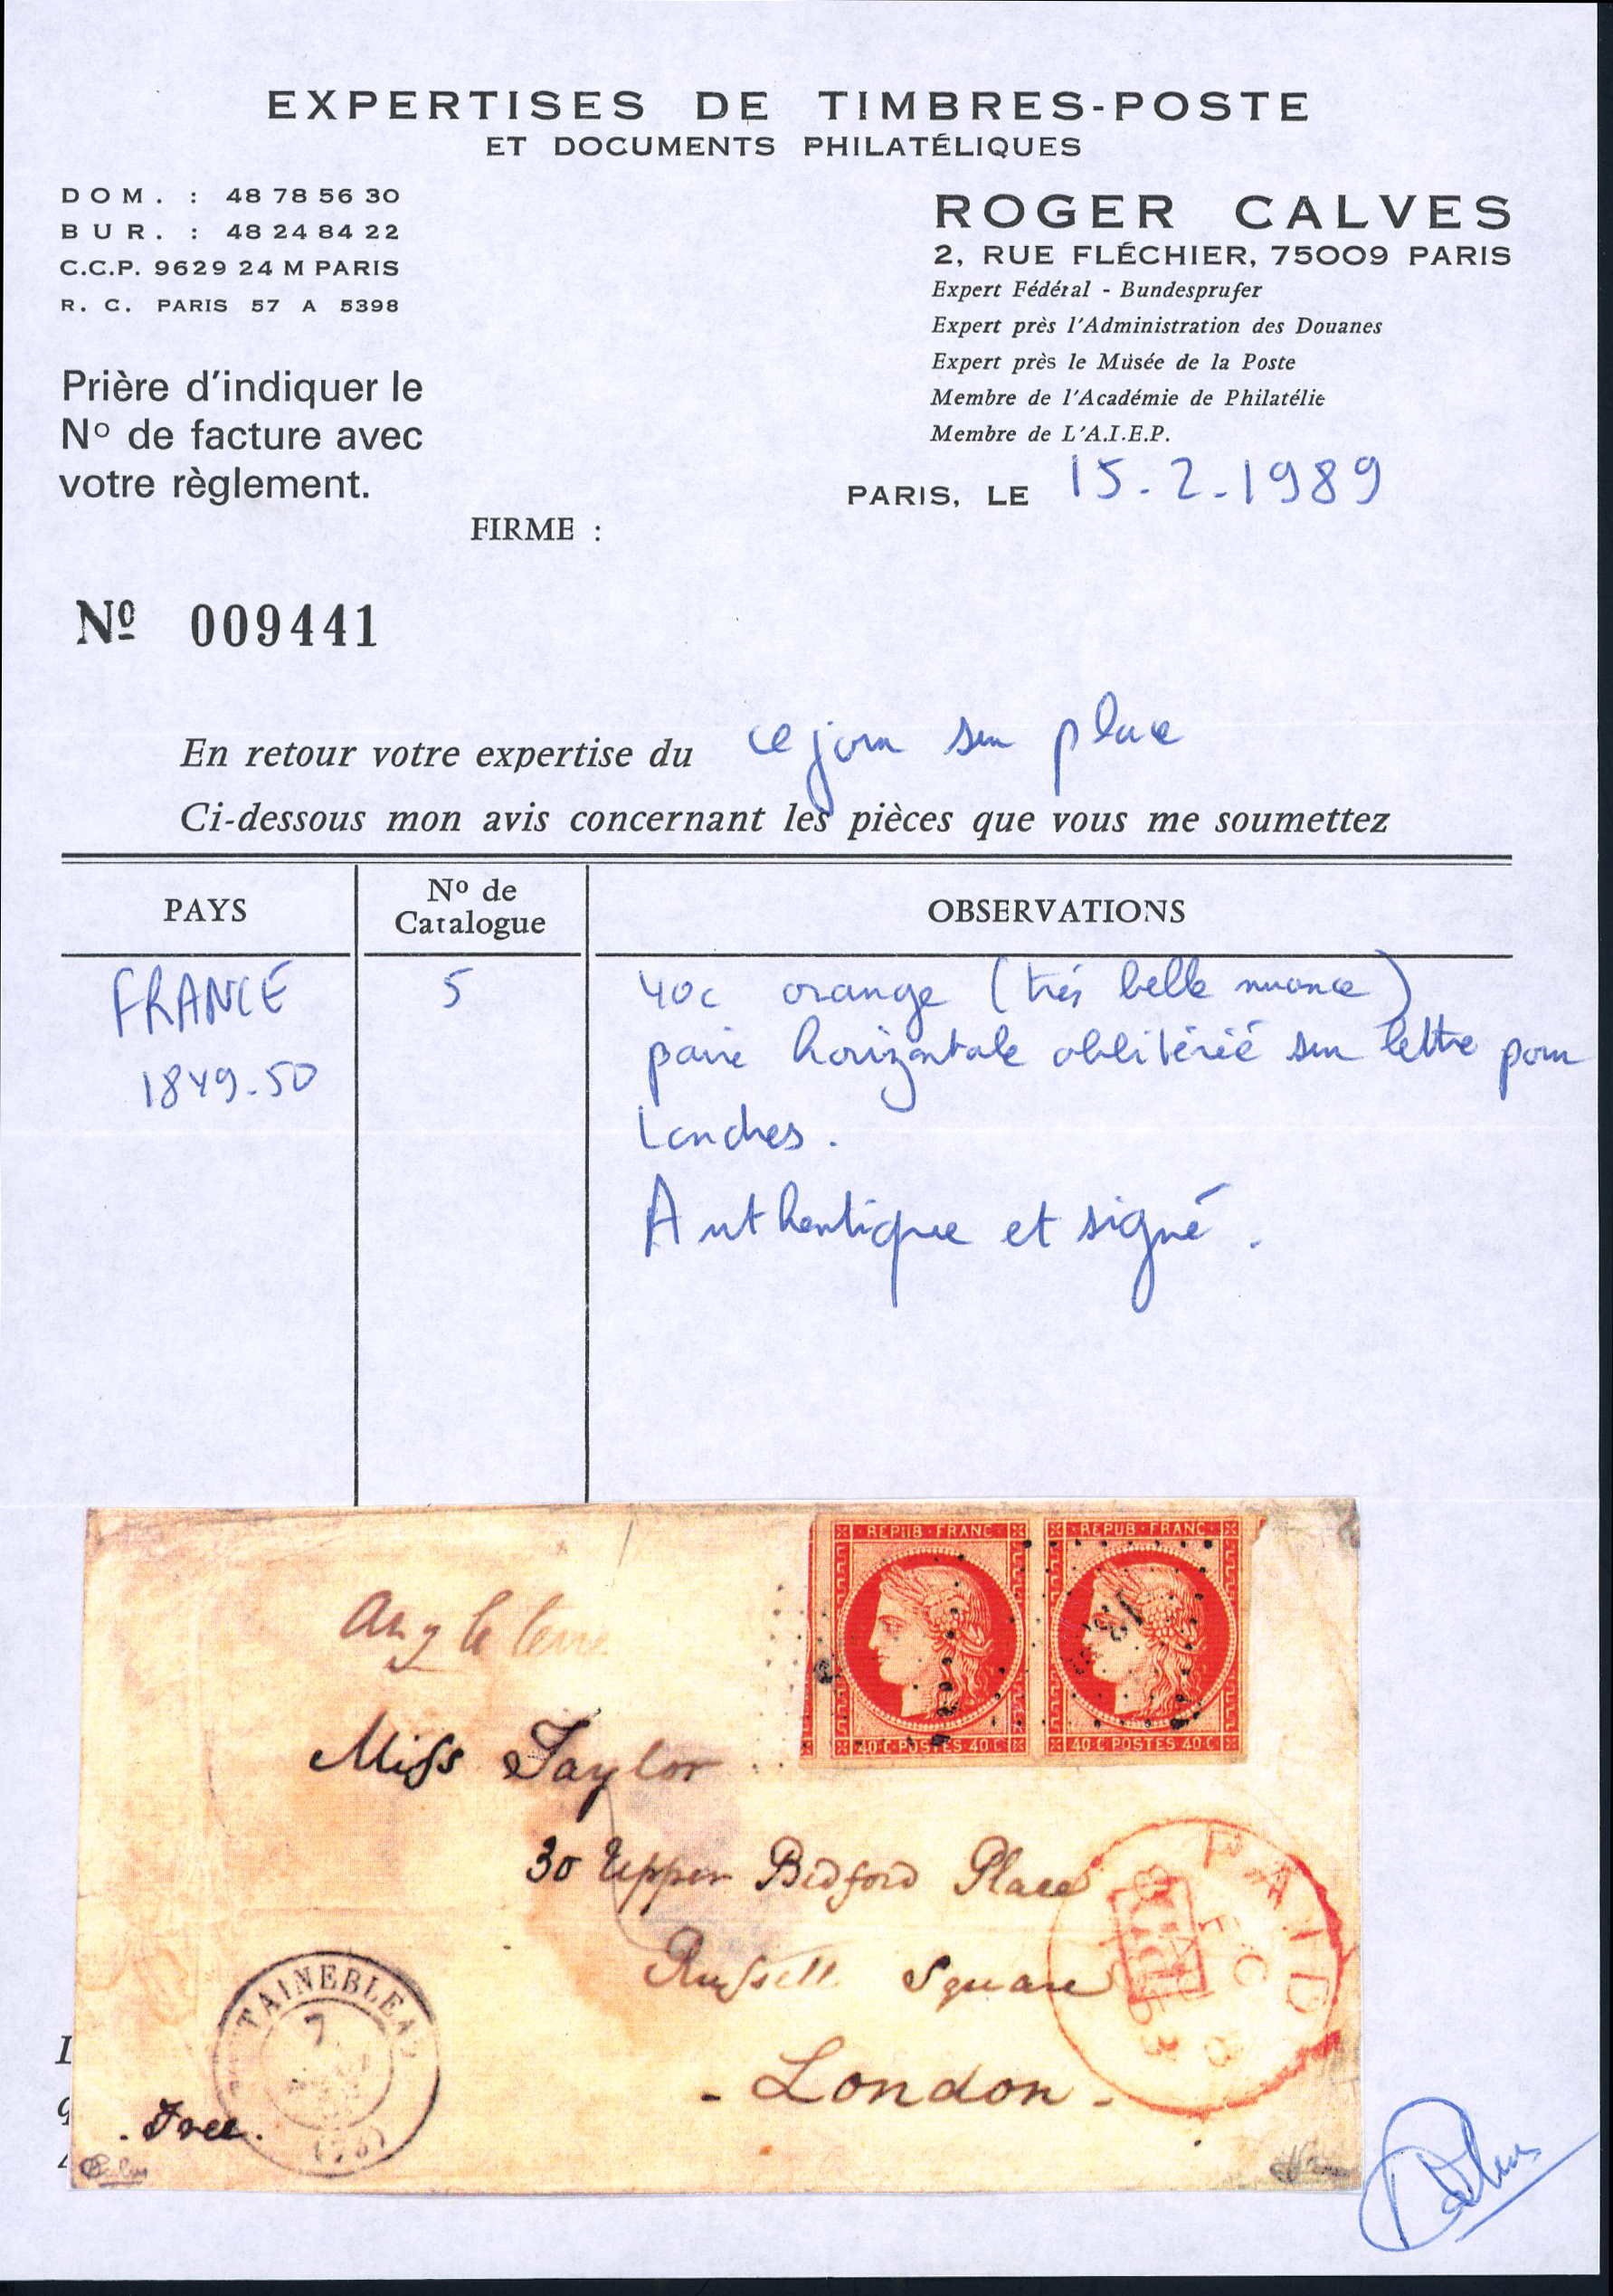 EXPERTISES DE TIMBRES-POSTE
ET DOCUMENTS PHILATÉLIQUES
DOM. : 48 78 56 30
BUR. : 48 24 84 22
C.C.P. 9629 24 M PARIS
R. C. PARIS 57 A 5398
Prière d'indiquer le
Nº de facture avec
votre règlement.
ROGER CALVES
2, RUE FLÉCHIER, 75009 PARIS
Expert Fédéral - Bundesprufer
Expert près l'Administration des Douanes
Expert près le Musée de la Poste
Membre de l'Académie de Philatélie
Membre de L'A.I.E.P.
PARIS, LE 15.2.1989
FIRME :
Nº 009441
En retour votre expertise du ce jour sur place
Ci-dessous mon avis concernant les pièces que vous me soumettez
PAYS
Nº de
Catalogue
OBSERVATIONS
FRANCE
1849.50
5
40c orange (très belle nuance)
paire horizontale oblitérée sur lettre pour
Londres.
Authentique et signé.
REPUB·FRANC
REPUB·FRANC
40·C·POSTES 40·C
40·C·POSTES 40·C
Angleterre
Miss Taylor
30 Upper Bedford Place
Russell Square
- London -
PAID
TAINEBLEA
7
. Free.
Calves